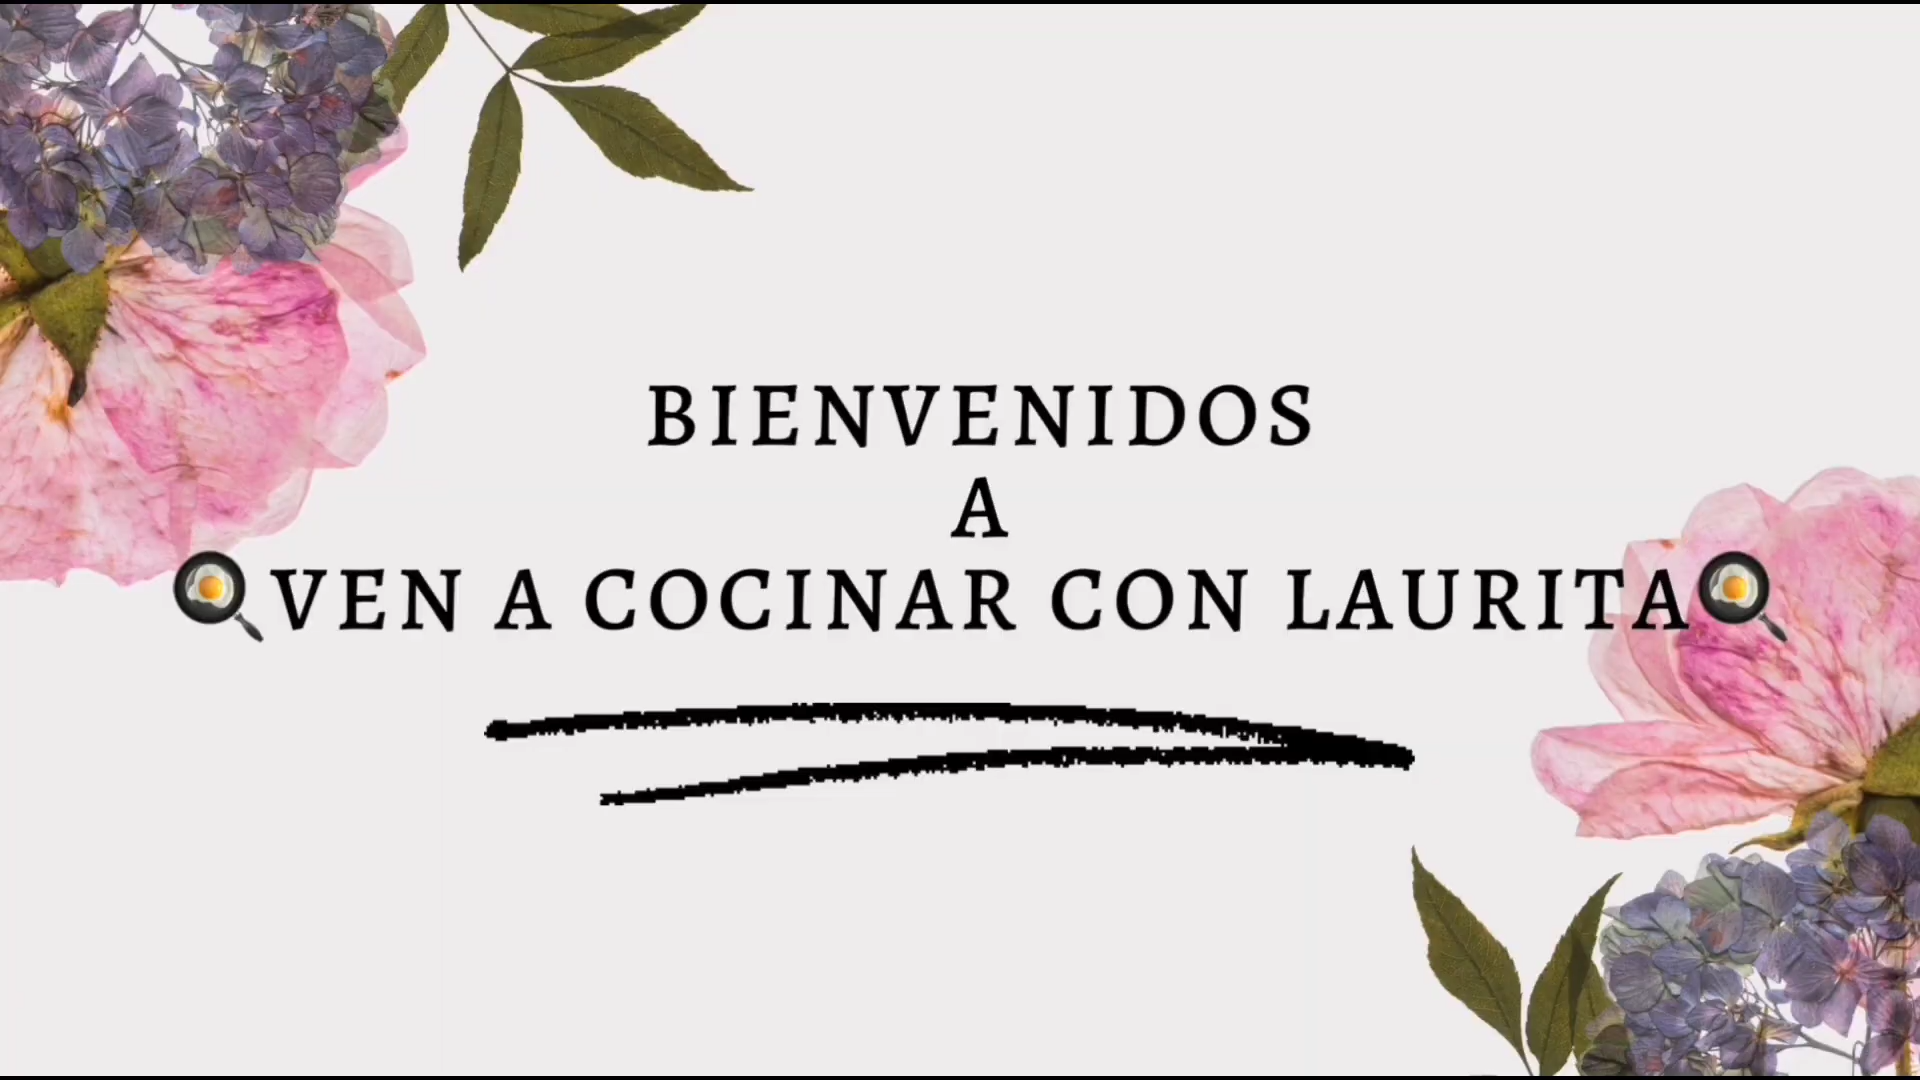 BIENVENIDOS
A
🍳VEN A COCINAR CON LAURITA🍳